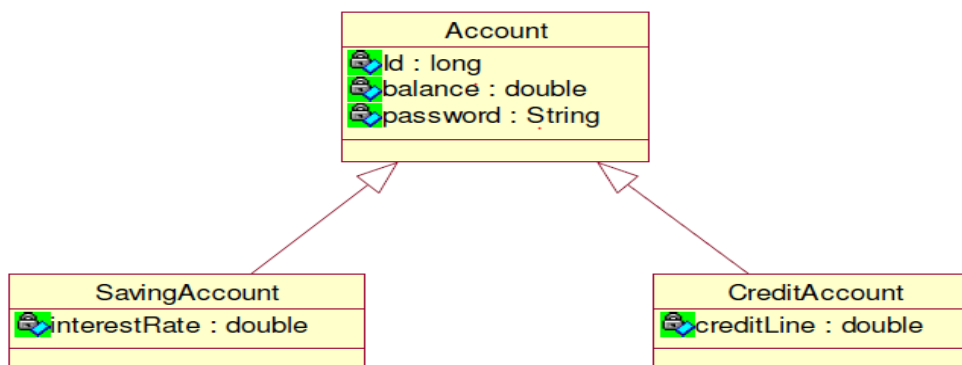 Account
Id : long
balance : double
password : String
SavingAccount
interestRate : double
CreditAccount
creditLine : double